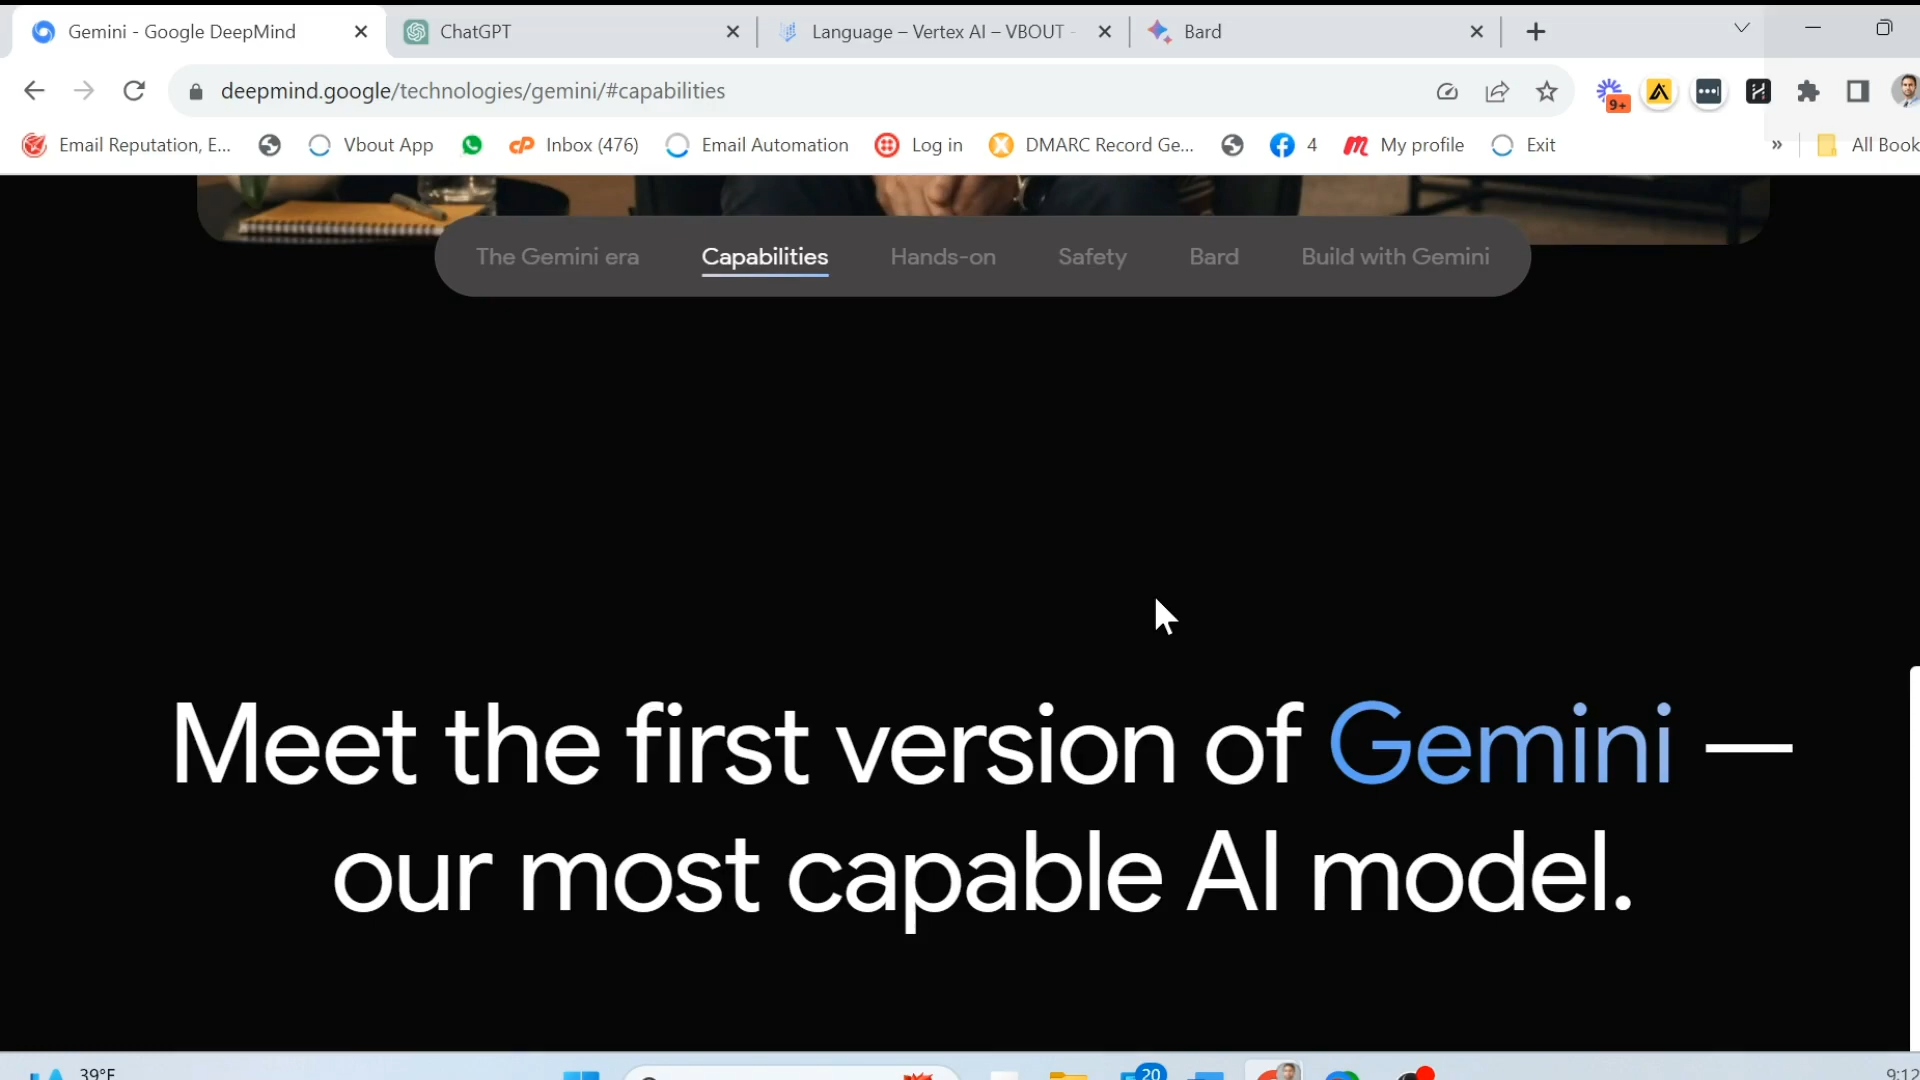 Gemini - Google DeepMind
ChatGPT
Language – Vertex AI – VBOUT -
Bard
deepmind.google/technologies/gemini/#capabilities
9+
Email Reputation, E...
Vbout App
Inbox (476)
Email Automation
Log in
DMARC Record Ge...
4
My profile
Exit
»
All Book
The Gemini era
Capabilities
Hands-on
Safety
Bard
Build with Gemini
Meet the first version of Gemini —
our most capable AI model.
39°F
20
9:12